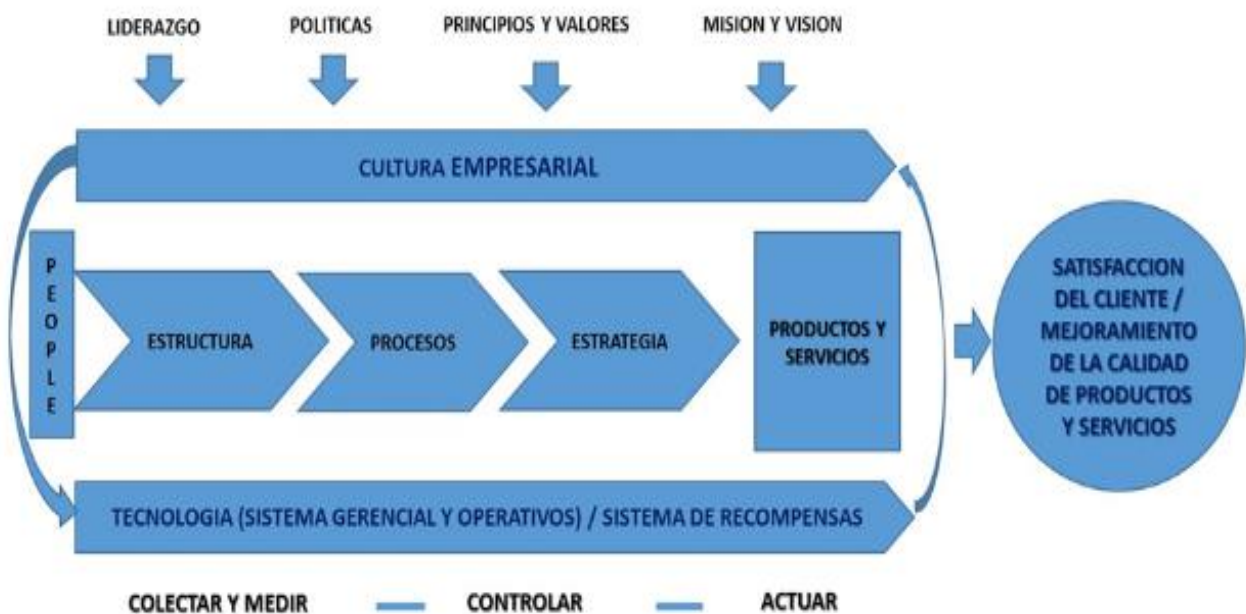 LIDERAZGO
POLITICAS
PRINCIPIOS Y VALORES
MISION Y VISION
CULTURA EMPRESARIAL
PEOPLE
ESTRUCTURA
PROCESOS
ESTRATEGIA
PRODUCTOS Y
SERVICIOS
SATISFACCION
DEL CLIENTE /
MEJORAMIENTO
DE LA CALIDAD
DE PRODUCTOS
Y SERVICIOS
TECNOLOGIA (SISTEMA GERENCIAL Y OPERATIVOS) / SISTEMA DE RECOMPENSAS
COLECTAR Y MEDIR
CONTROLAR
ACTUAR